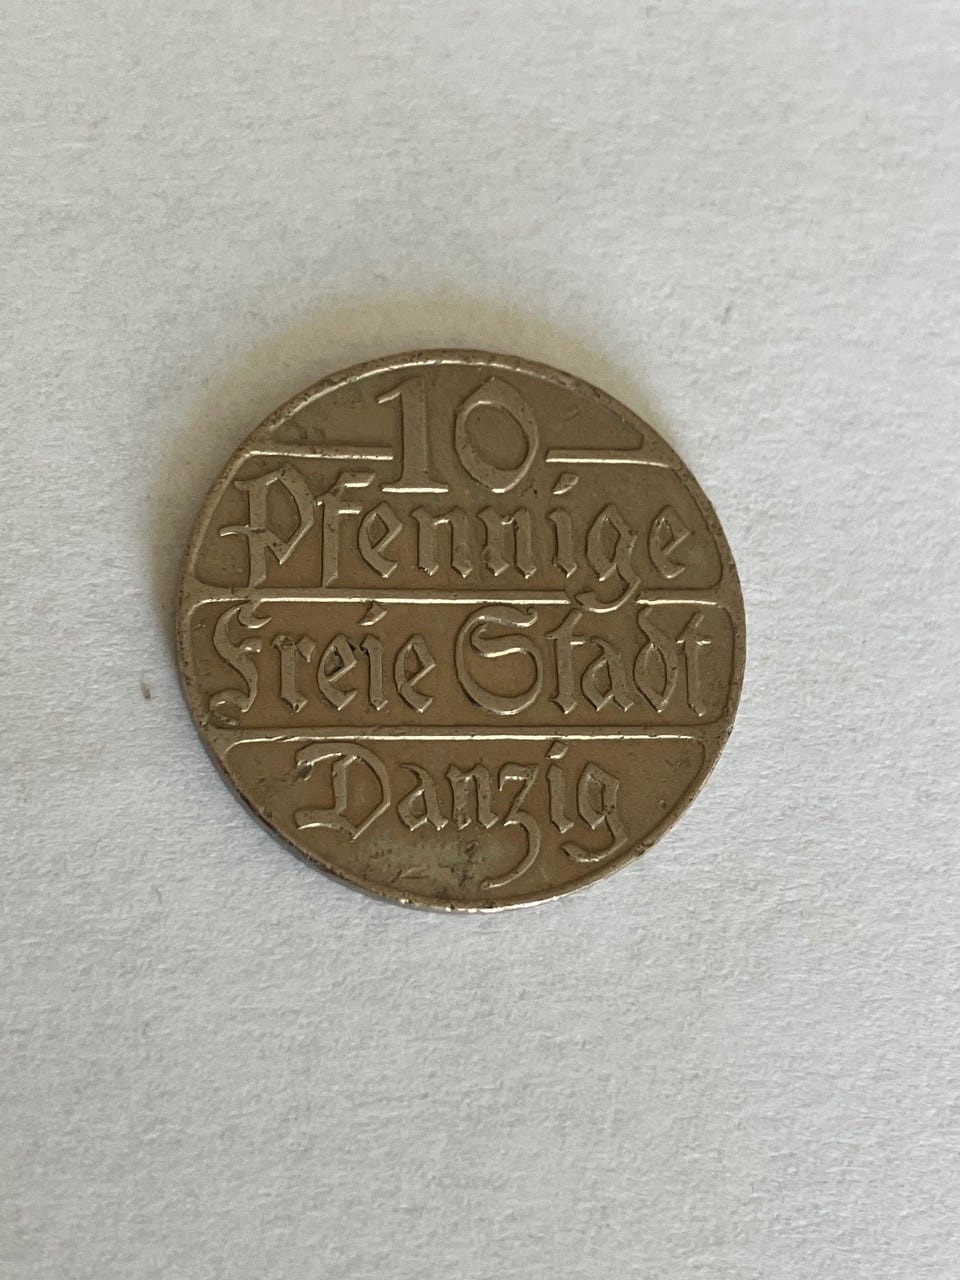 10
Pfennige
Freie Stadt
Danzig